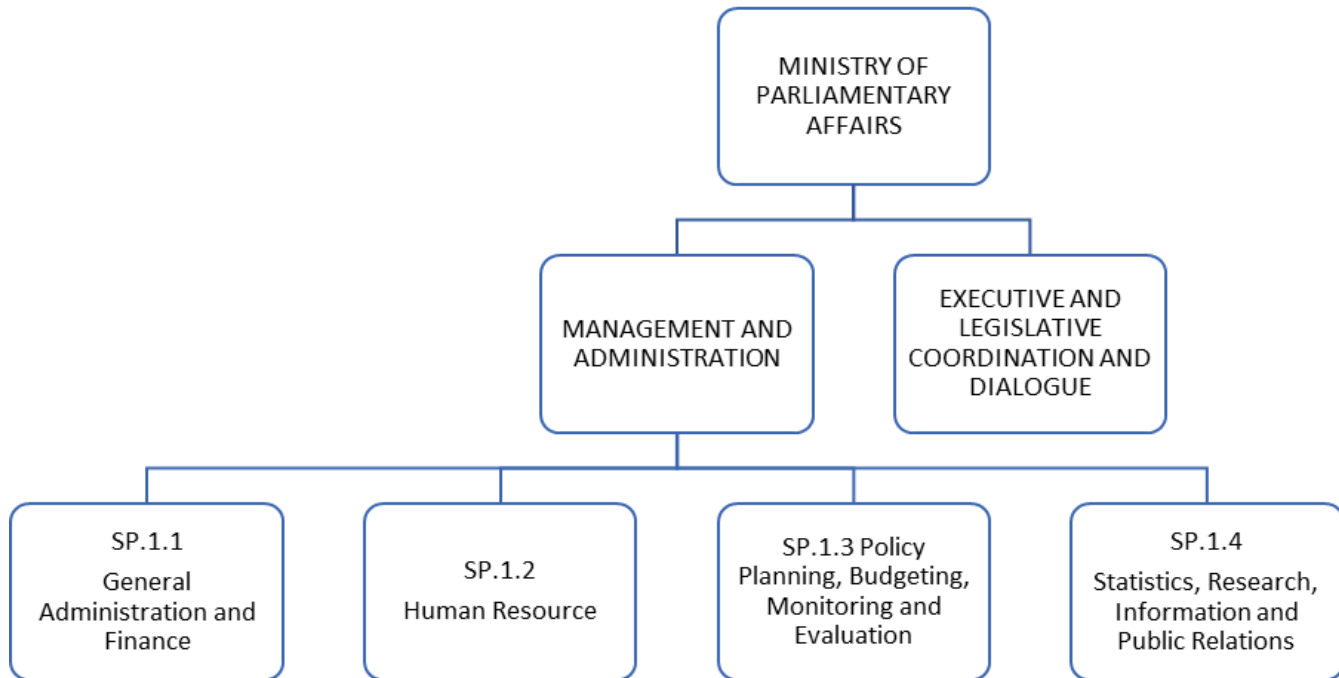 MINISTRY OF
PARLIAMENTARY
AFFAIRS
MANAGEMENT AND
ADMINISTRATION
EXECUTIVE AND
LEGISLATIVE
COORDINATION AND
DIALOGUE
SP.1.1
General
Administration and
Finance
SP.1.2
Human Resource
SP.1.3 Policy
Planning, Budgeting,
Monitoring and
Evaluation
SP.1.4
Statistics, Research,
Information and
Public Relations